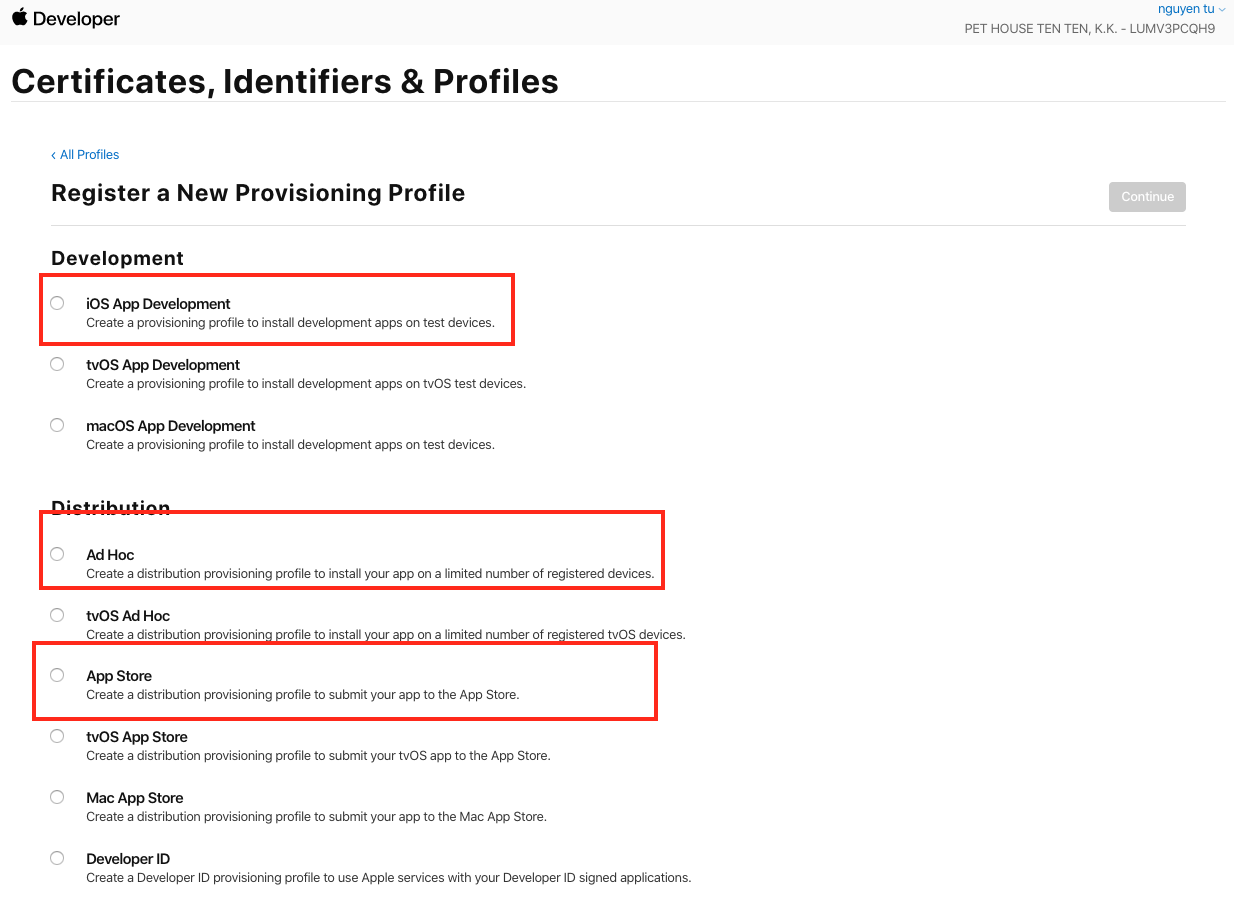 Developer
nguyen tu
PET HOUSE TEN TEN, K.K. - LUMV3PCQH9
Certificates, Identifiers & Profiles
‹ All Profiles
Register a New Provisioning Profile
Continue
Development
iOS App Development
Create a provisioning profile to install development apps on test devices.
tvOS App Development
Create a provisioning profile to install development apps on tvOS test devices.
macOS App Development
Create a provisioning profile to install development apps on test devices.
Distribution
Ad Hoc
Create a distribution provisioning profile to install your app on a limited number of registered devices.
tvOS Ad Hoc
Create a distribution provisioning profile to install your app on a limited number of registered tvOS devices.
App Store
Create a distribution provisioning profile to submit your app to the App Store.
tvOS App Store
Create a distribution provisioning profile to submit your tvOS app to the App Store.
Mac App Store
Create a distribution provisioning profile to submit your app to the Mac App Store.
Developer ID
Create a Developer ID provisioning profile to use Apple services with your Developer ID signed applications.